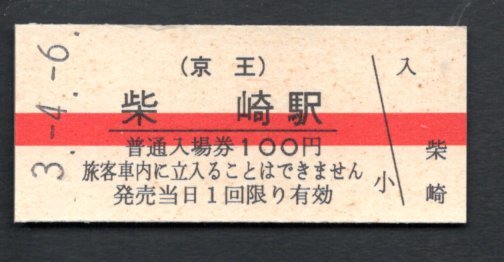 3.-4.-6.
(京王)
柴崎駅
普通入場券100円
旅客車内に立入ることはできません
発売当日1回限り有効
入
小
柴崎